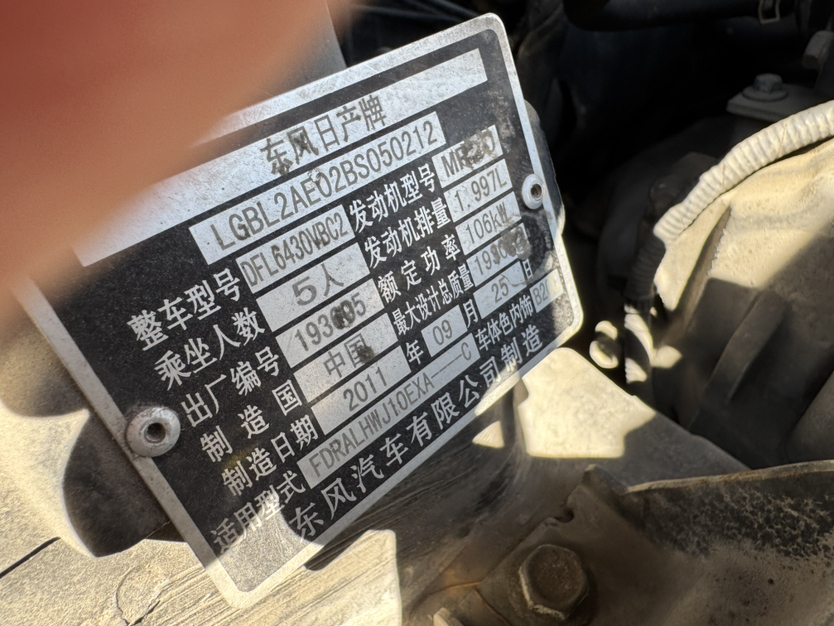 东风日产牌
LGBL2AE02BS050212
整车型号 DFL6430VBC2 发动机型号 MR20
乘坐人数 5人 发动机排量 1.997L
出厂编号 额定功率 106kW
制造国 中国 最大设计总质量
制造日期 2011 年 09 月 25 日
适用型式 FDRALHWJ10EXA——C 车体色内饰
东风汽车有限公司制造